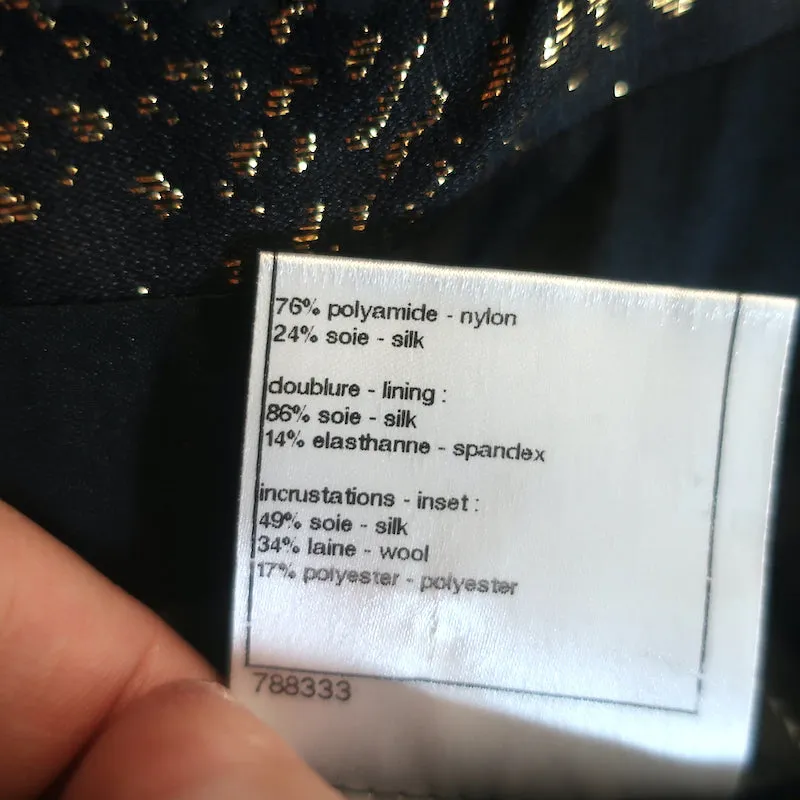 76% polyamide - nylon
24% soie - silk
doublure - lining :
86% soie - silk
14% elasthanne - spandex
incrustations - inset :
49% soie - silk
34% laine - wool
17% polyester - polyester
788333